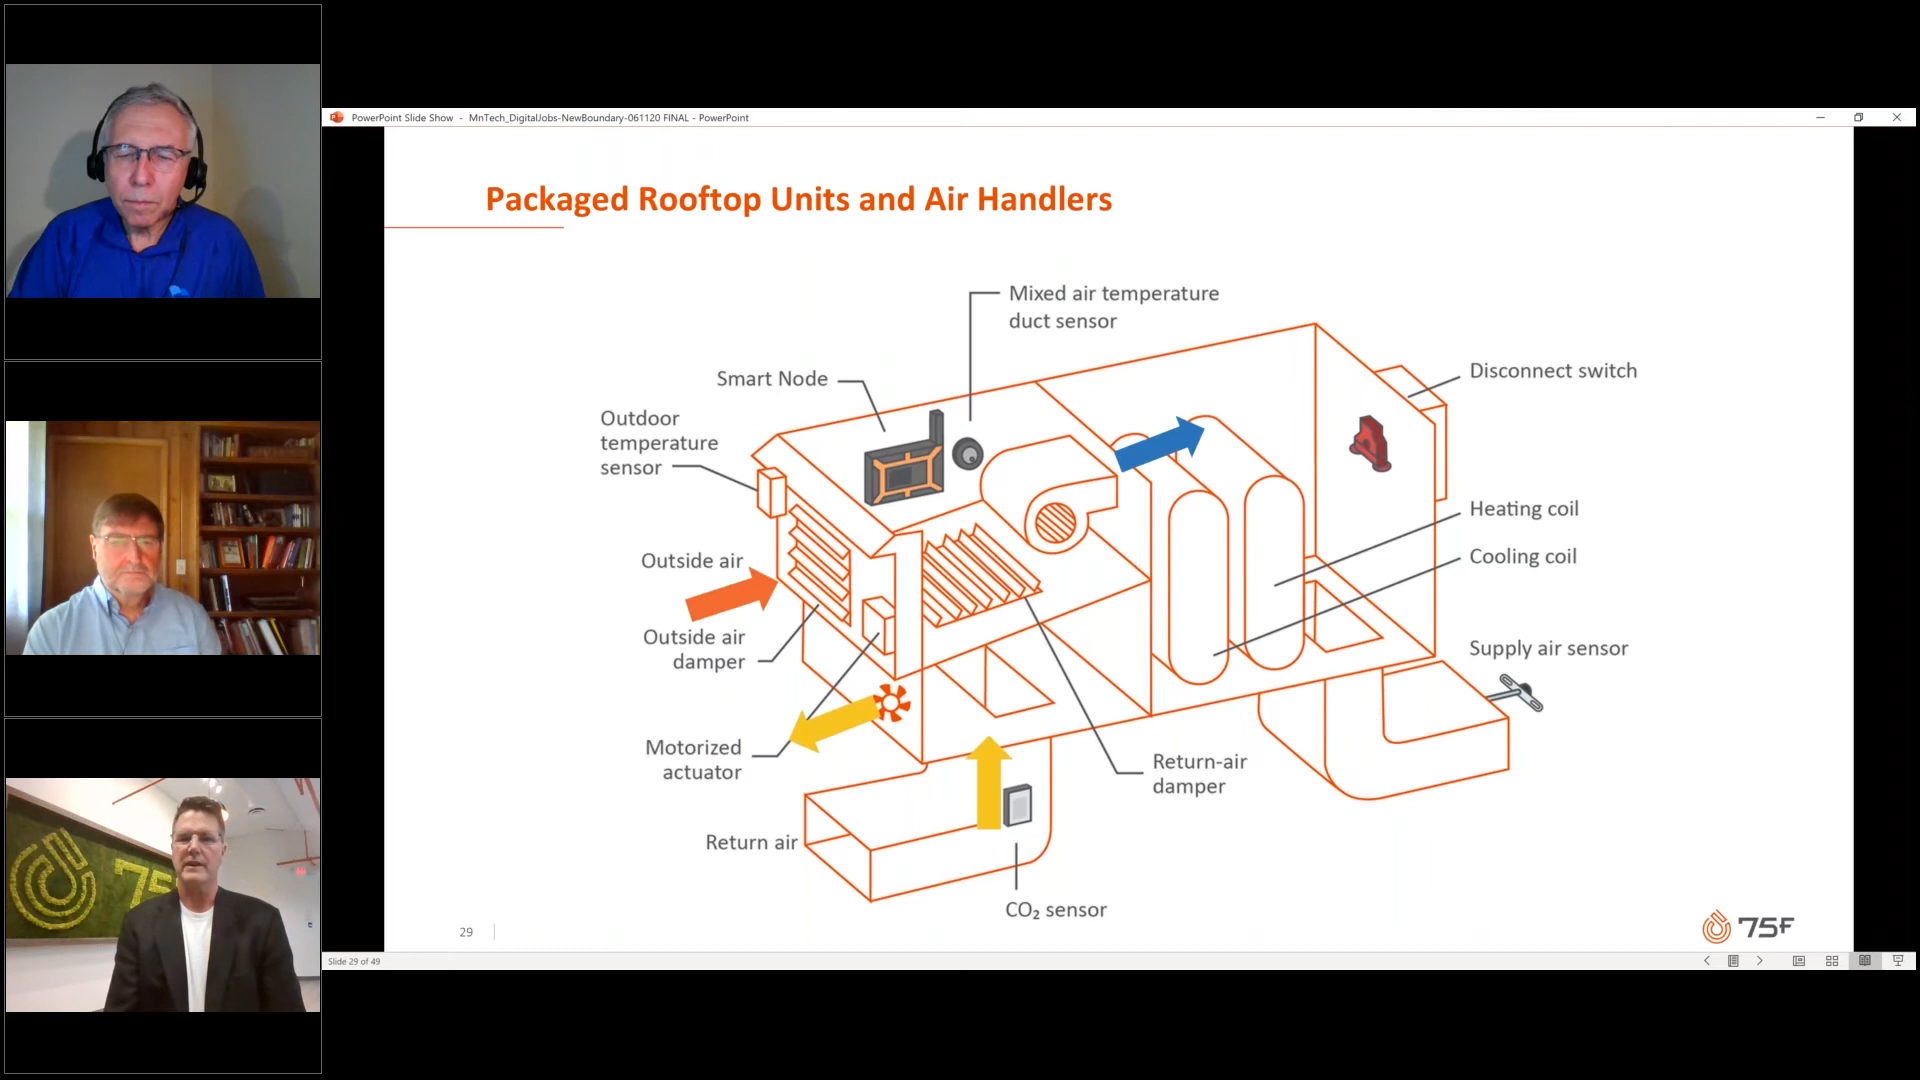 PowerPoint Slide Show - MnTech_DigitalJobs-NewBoundary-061120 FINAL - PowerPoint
Packaged Rooftop Units and Air Handlers
Mixed air temperature
duct sensor
Smart Node
Disconnect switch
Outdoor
temperature
sensor
Heating coil
Cooling coil
Outside air
Outside air
damper
Supply air sensor
Motorized
actuator
Return-air
damper
Return air
CO₂ sensor
29
75F
Slide 29 of 49
75